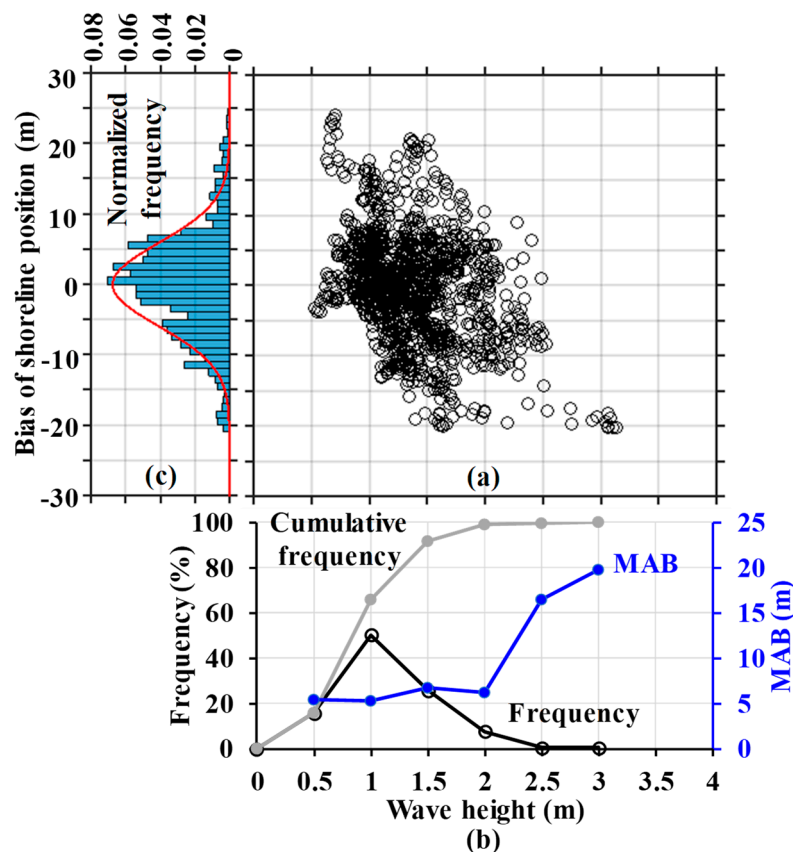 0.08
0.06
0.04
0.02
0
30
20
10
0
-10
-20
-30
Bias of shoreline position (m)
Normalized
frequency
(c)
(a)
100
80
60
40
20
0
Frequency (%)
Cumulative
frequency
MAB
Frequency
25
20
15
10
5
0
MAB (m)
0 0.5 1 1.5 2 2.5 3 3.5 4
Wave height (m)
(b)